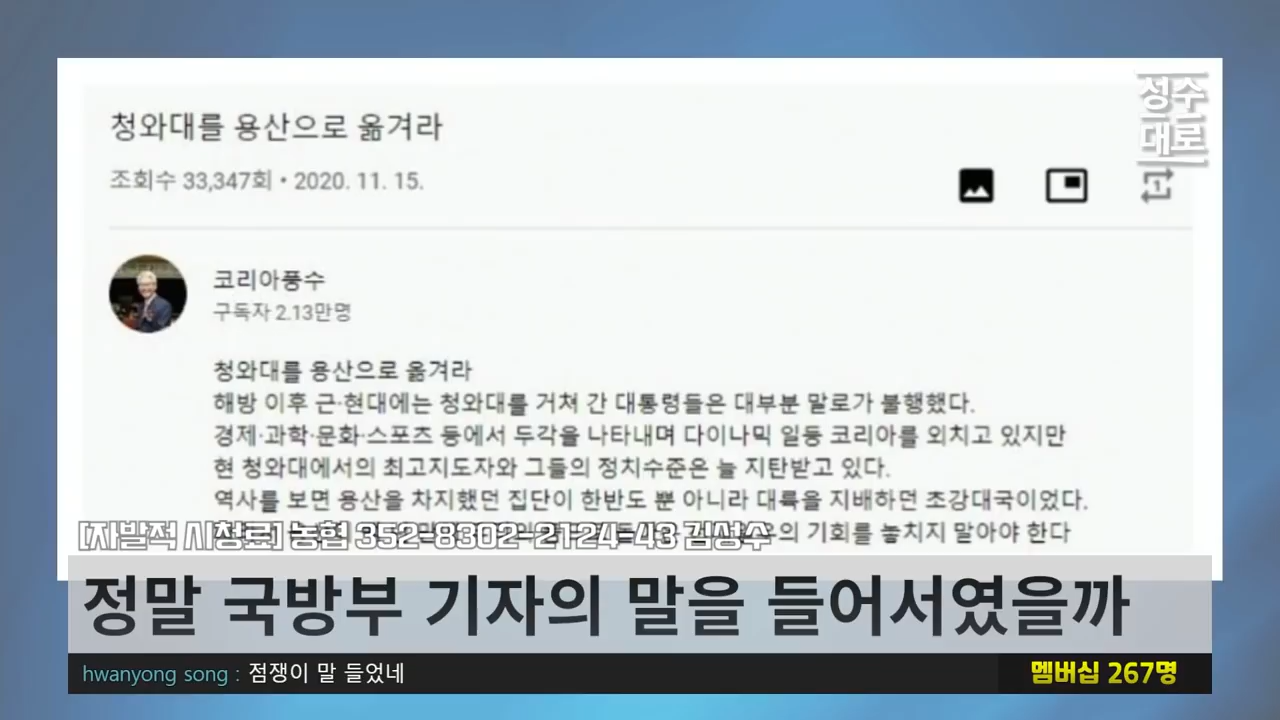 청와대를 용산으로 옮겨라
성수
대로
조회수 33,347회 • 2020. 11. 15.
코리아풍수
구독자 2.13만명
청와대를 용산으로 옮겨라
해방 이후 근·현대에는 청와대를 거쳐 간 대통령들은 대부분 말로가 불행했다.
경제·과학·문화·스포츠 등에서 두각을 나타내며 다이나믹 일등 코리아를 외치고 있지만
현 청와대에서의 최고지도자와 그들의 정치수준은 늘 지탄받고 있다.
역사를 보면 용산을 차지했던 집단이 한반도 뿐 아니라 대륙을 지배하던 초강대국이었다.
기회를 놓치지 말아야 한다
[자발적 시청료] 농협 352-8302-2124-43 김성수
정말 국방부 기자의 말을 들어서였을까
hwanyong song : 점쟁이 말 들었네
멤버십 267명